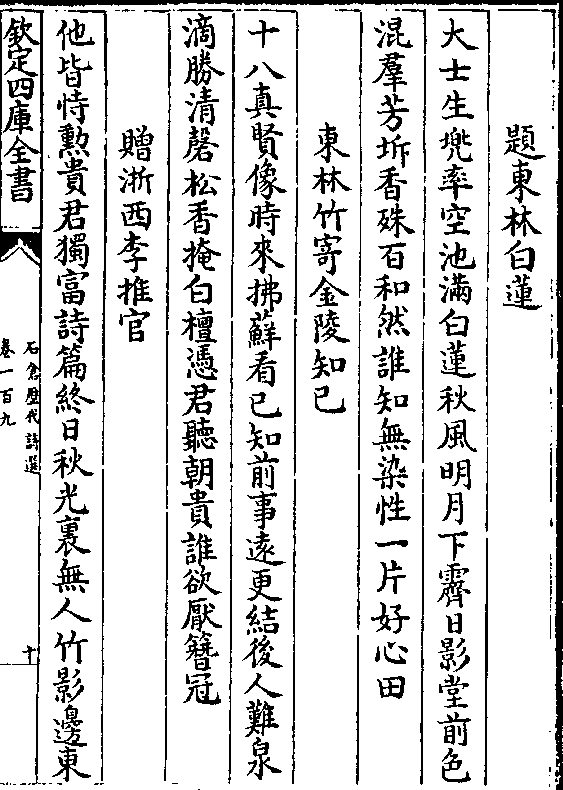 題東林白蓮
大士生兠率空池滿白蓮秋風明月下霽日影堂前色
混羣芳坼香殊百和然誰知無染性一片好心田
東林竹寄金陵知己
十八真賢像時來拂蘚看已知前事遠更結後人難泉
滴勝清磬松香掩白檀憑君聽朝貴誰欲厭簪冠
贈浙西李推官
他皆恃勲貴君獨富詩篇終日秋光裏無人竹影邊東
欽定四庫全書
石倉歷代詩選
卷一百九
十